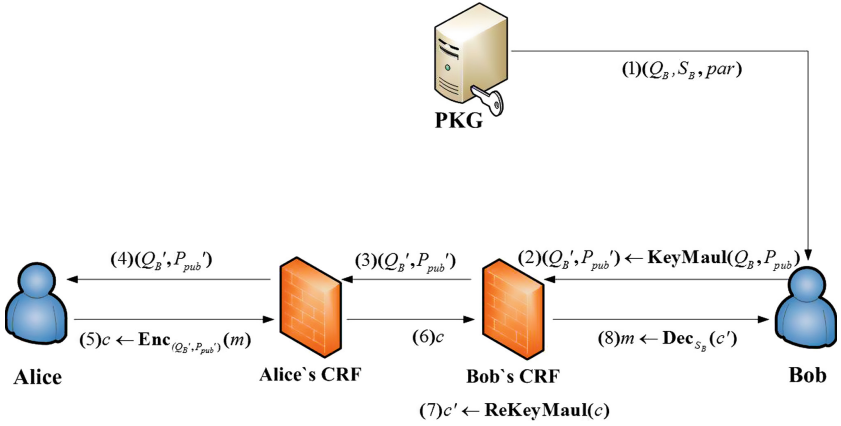 (1)(Q_B, S_B, par)
PKG
(4)(Q_B', P_pub')
(3)(Q_B', P_pub')
(2)(Q_B', P_pub') ← KeyMaul(Q_B, P_pub)
(5)c ← Enc_(Q_B', P_pub')(m)
(6)c
(8)m ← Dec_S_B(c')
Alice
Alice`s CRF
Bob`s CRF
Bob
(7)c' ← ReKeyMaul(c)